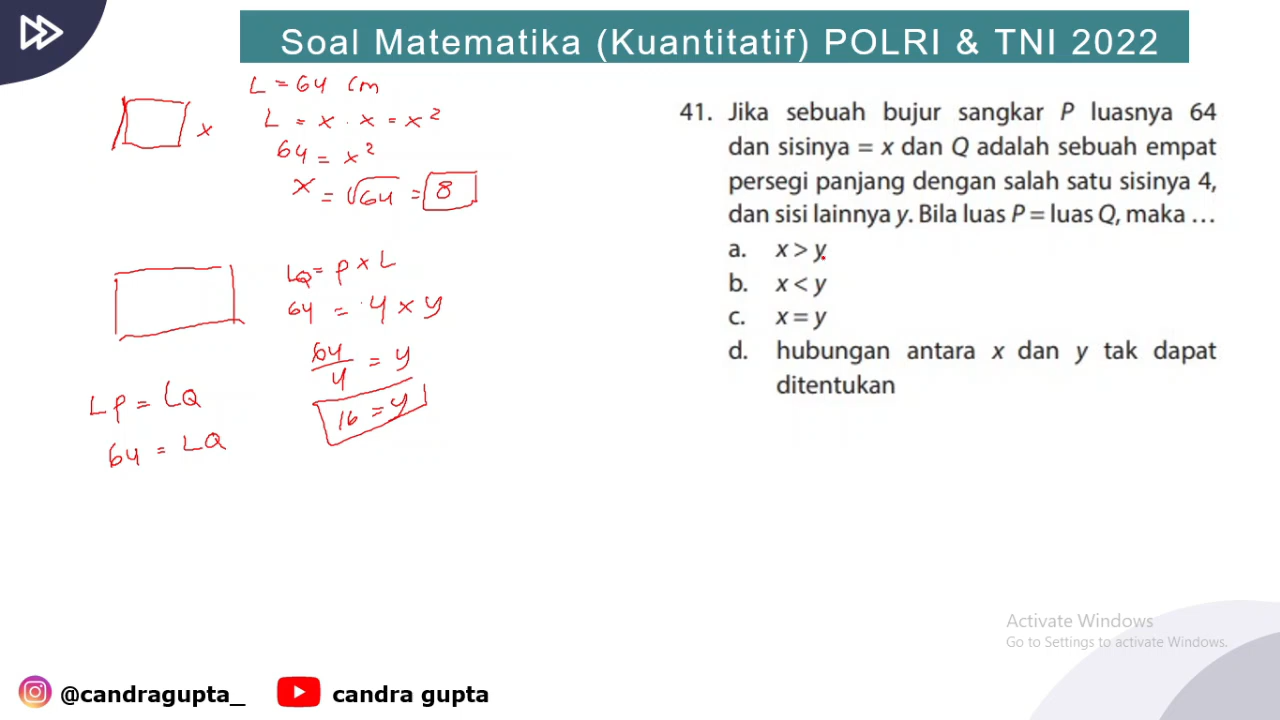 Soal Matematika (Kuantitatif) POLRI & TNI 2022
L = 64 cm
L = x . x = x²
64 = x²
x = √64 = 8
x
LQ = P x L
64 = 4 x y
64/4 = y
16 = y
LP = LQ
64 = LQ
41. Jika sebuah bujur sangkar P luasnya 64
dan sisinya = x dan Q adalah sebuah empat
persegi panjang dengan salah satu sisinya 4,
dan sisi lainnya y. Bila luas P = luas Q, maka …
a. x > y
b. x < y
c. x = y
d. hubungan antara x dan y tak dapat
ditentukan
Activate Windows
Go to Settings to activate Windows.
@candragupta_
candra gupta